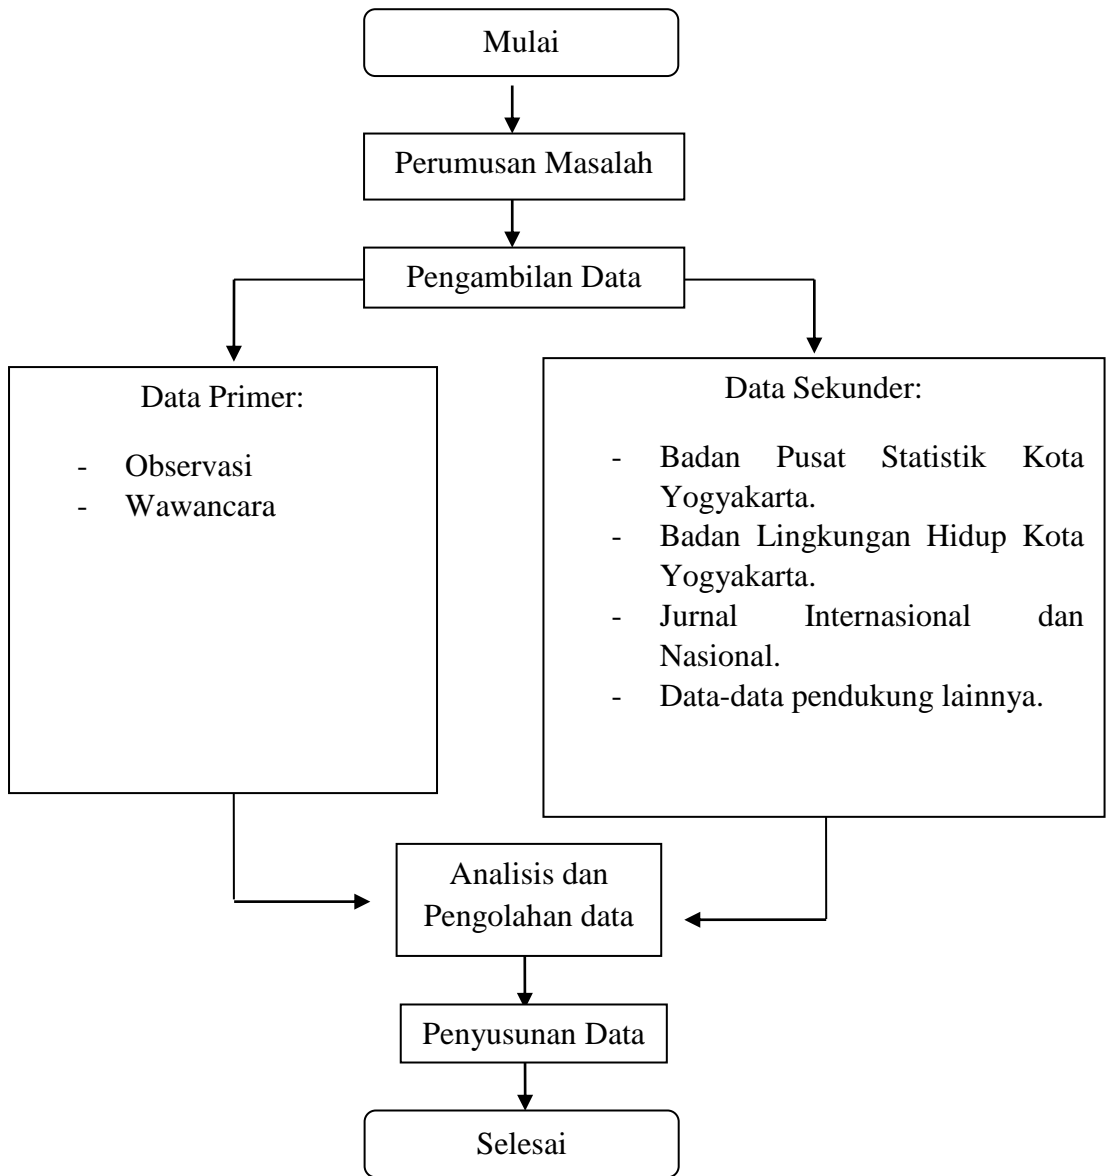 Mulai
Perumusan Masalah
Pengambilan Data
Data Primer:
- Observasi
- Wawancara
Data Sekunder:
- Badan Pusat Statistik Kota
Yogyakarta.
- Badan Lingkungan Hidup Kota
Yogyakarta.
- Jurnal Internasional dan
Nasional.
- Data-data pendukung lainnya.
Analisis dan
Pengolahan data
Penyusunan Data
Selesai